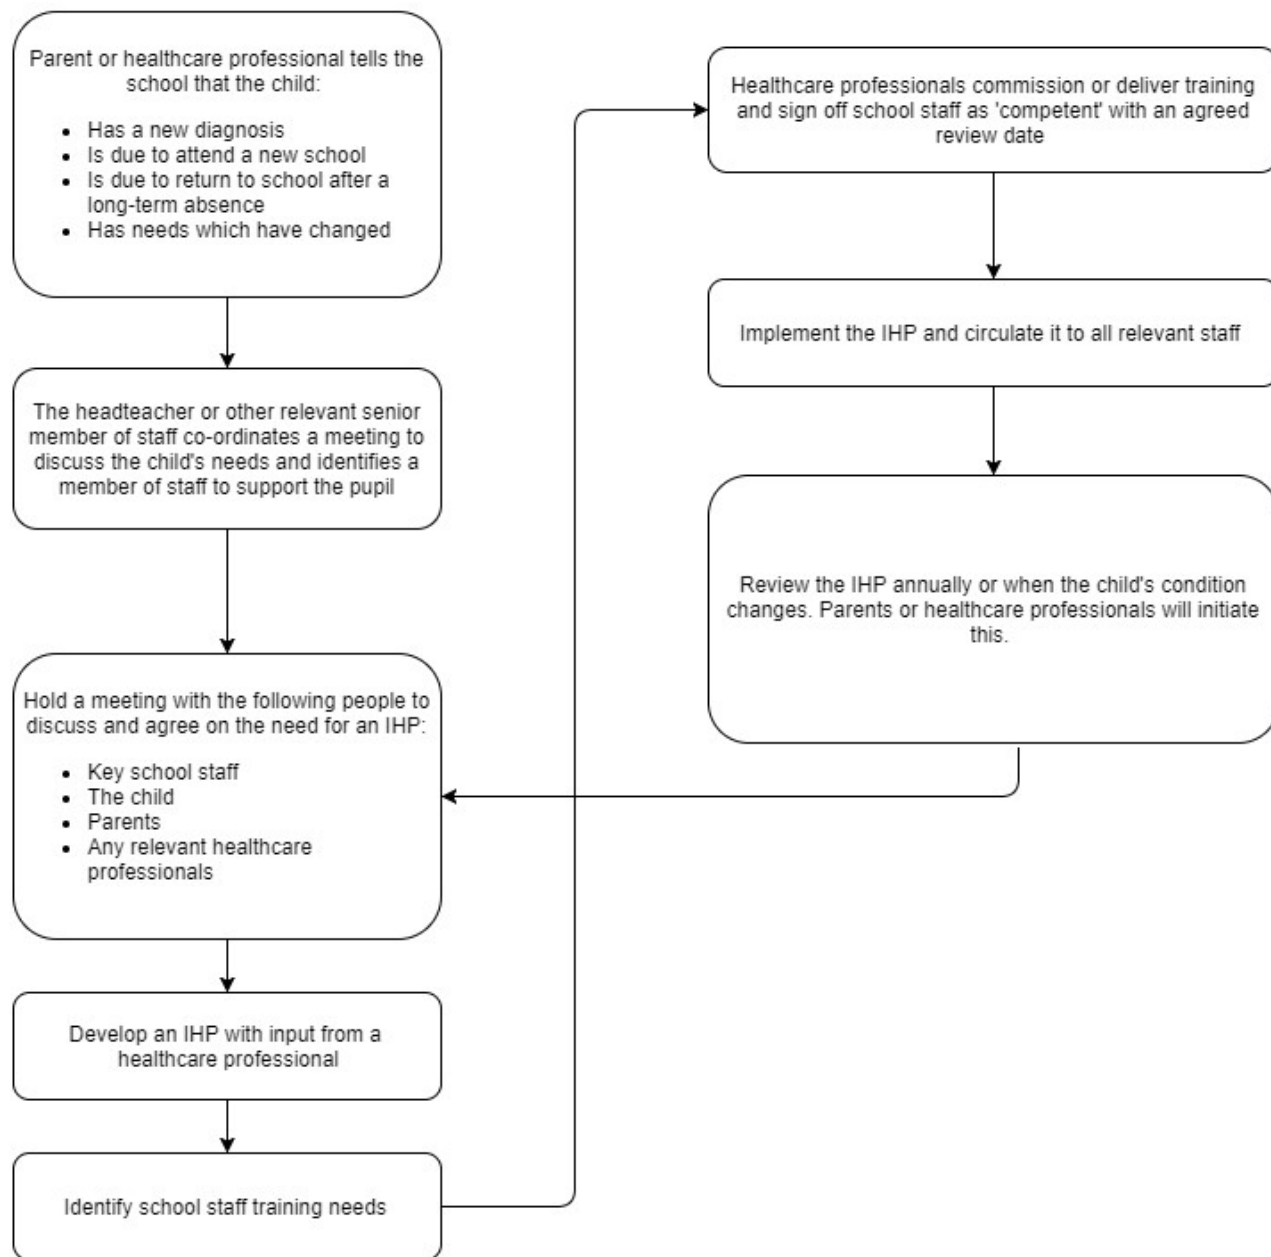 Parent or healthcare professional tells the
school that the child:
• Has a new diagnosis
• Is due to attend a new school
• Is due to return to school after a
long-term absence
• Has needs which have changed
The headteacher or other relevant senior
member of staff co-ordinates a meeting to
discuss the child's needs and identifies a
member of staff to support the pupil
Hold a meeting with the following people to
discuss and agree on the need for an IHP:
• Key school staff
• The child
• Parents
• Any relevant healthcare
professionals
Develop an IHP with input from a
healthcare professional
Identify school staff training needs
Healthcare professionals commission or deliver training
and sign off school staff as 'competent' with an agreed
review date
Implement the IHP and circulate it to all relevant staff
Review the IHP annually or when the child's condition
changes. Parents or healthcare professionals will initiate
this.